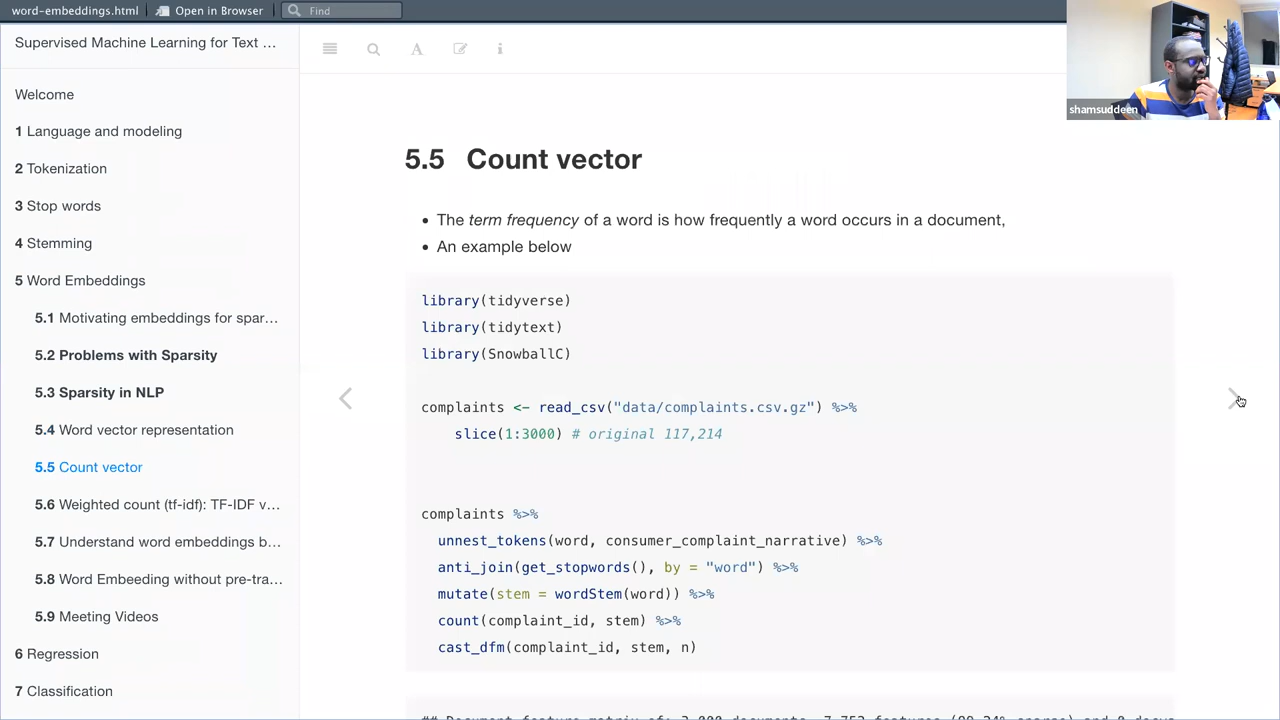 word-embeddings.html
Open in Browser
Find
Supervised Machine Learning for Text …
Welcome
1 Language and modeling
2 Tokenization
3 Stop words
4 Stemming
5 Word Embeddings
5.1 Motivating embeddings for spar…
5.2 Problems with Sparsity
5.3 Sparsity in NLP
5.4 Word vector representation
5.5 Count vector
5.6 Weighted count (tf-idf): TF-IDF v…
5.7 Understand word embeddings b…
5.8 Word Embeeding without pre-tra…
5.9 Meeting Videos
6 Regression
7 Classification
shamsuddeen
5.5 Count vector
• The term frequency of a word is how frequently a word occurs in a document,
• An example below
library(tidyverse)
library(tidytext)
library(SnowballC)
complaints <- read_csv("data/complaints.csv.gz") %>%
slice(1:3000) # original 117,214
complaints %>%
unnest_tokens(word, consumer_complaint_narrative) %>%
anti_join(get_stopwords(), by = "word") %>%
mutate(stem = wordStem(word)) %>%
count(complaint_id, stem) %>%
cast_dfm(complaint_id, stem, n)